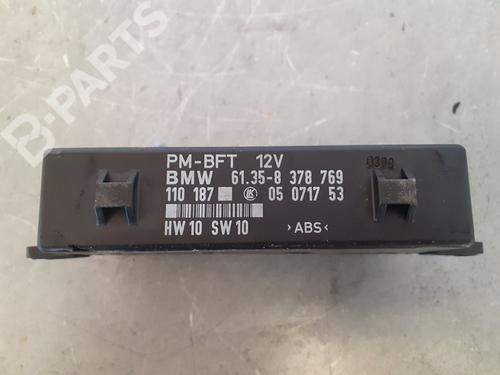 B-PARTS
PM-BFT 12V
0399
BMW 61.35-8 378 769
110 187 LK 05 0717 53
HW 10 SW 10 >ABS<